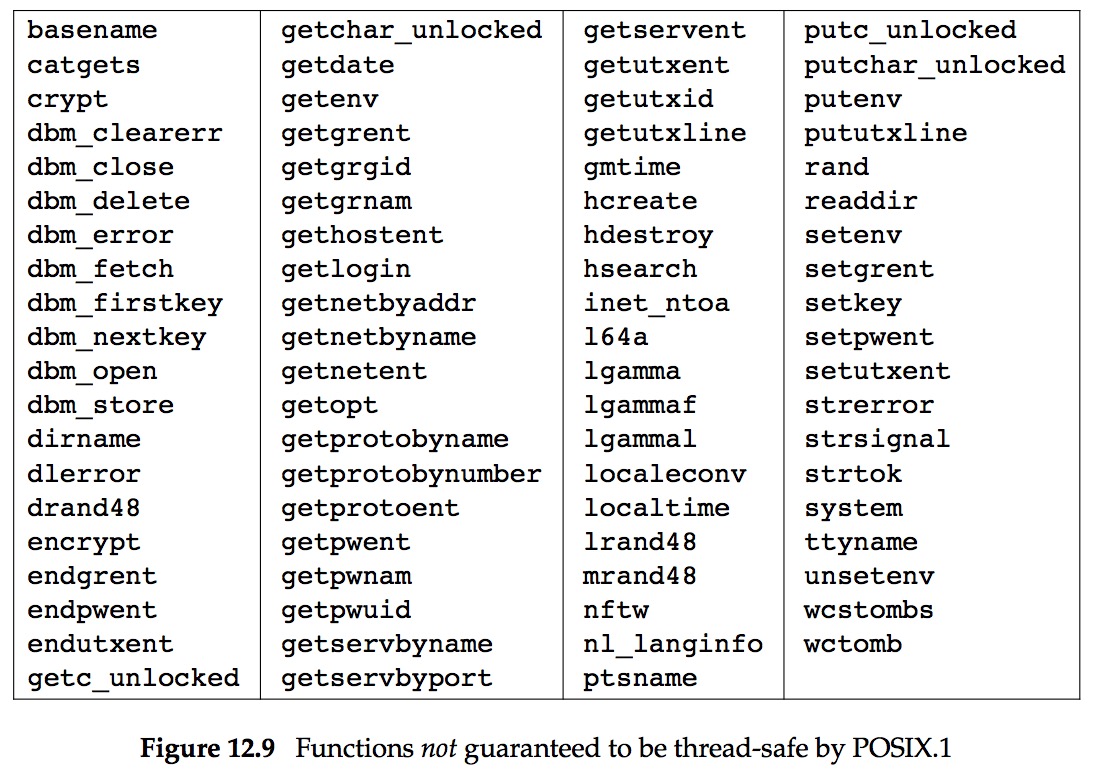 basename
catgets
crypt
dbm_clearerr
dbm_close
dbm_delete
dbm_error
dbm_fetch
dbm_firstkey
dbm_nextkey
dbm_open
dbm_store
dirname
dlerror
drand48
encrypt
endgrent
endpwent
endutxent
getc_unlocked
getchar_unlocked
getdate
getenv
getgrent
getgrgid
getgrnam
gethostent
getlogin
getnetbyaddr
getnetbyname
getnetent
getopt
getprotobyname
getprotobynumber
getprotoent
getpwent
getpwnam
getpwuid
getservbyname
getservbyport
getservent
getutxent
getutxid
getutxline
gmtime
hcreate
hdestroy
hsearch
inet_ntoa
l64a
lgamma
lgammaf
lgammal
localeconv
localtime
lrand48
mrand48
nftw
nl_langinfo
ptsname
putc_unlocked
putchar_unlocked
putenv
pututxline
rand
readdir
setenv
setgrent
setkey
setpwent
setutxent
strerror
strsignal
strtok
system
ttyname
unsetenv
wcstombs
wctomb
Figure 12.9 Functions not guaranteed to be thread-safe by POSIX.1